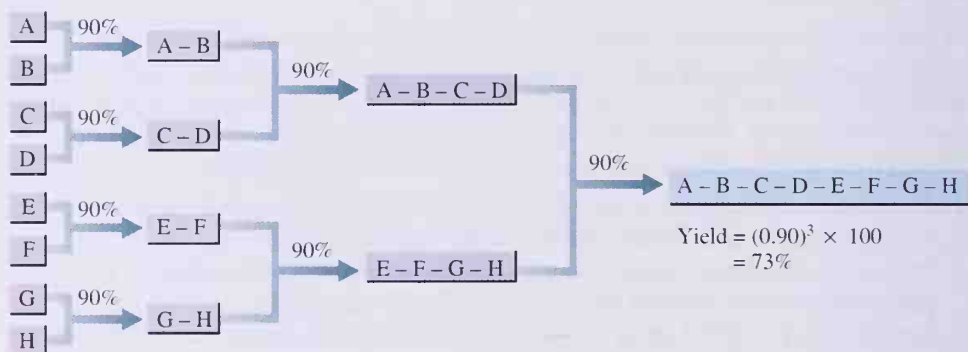 A
B
90%
A – B
C
D
90%
C – D
90%
A – B – C – D
E
F
90%
E – F
G
H
90%
G – H
90%
E – F – G – H
90%
A – B – C – D – E – F – G – H
Yield = (0.90)³ × 100
= 73%